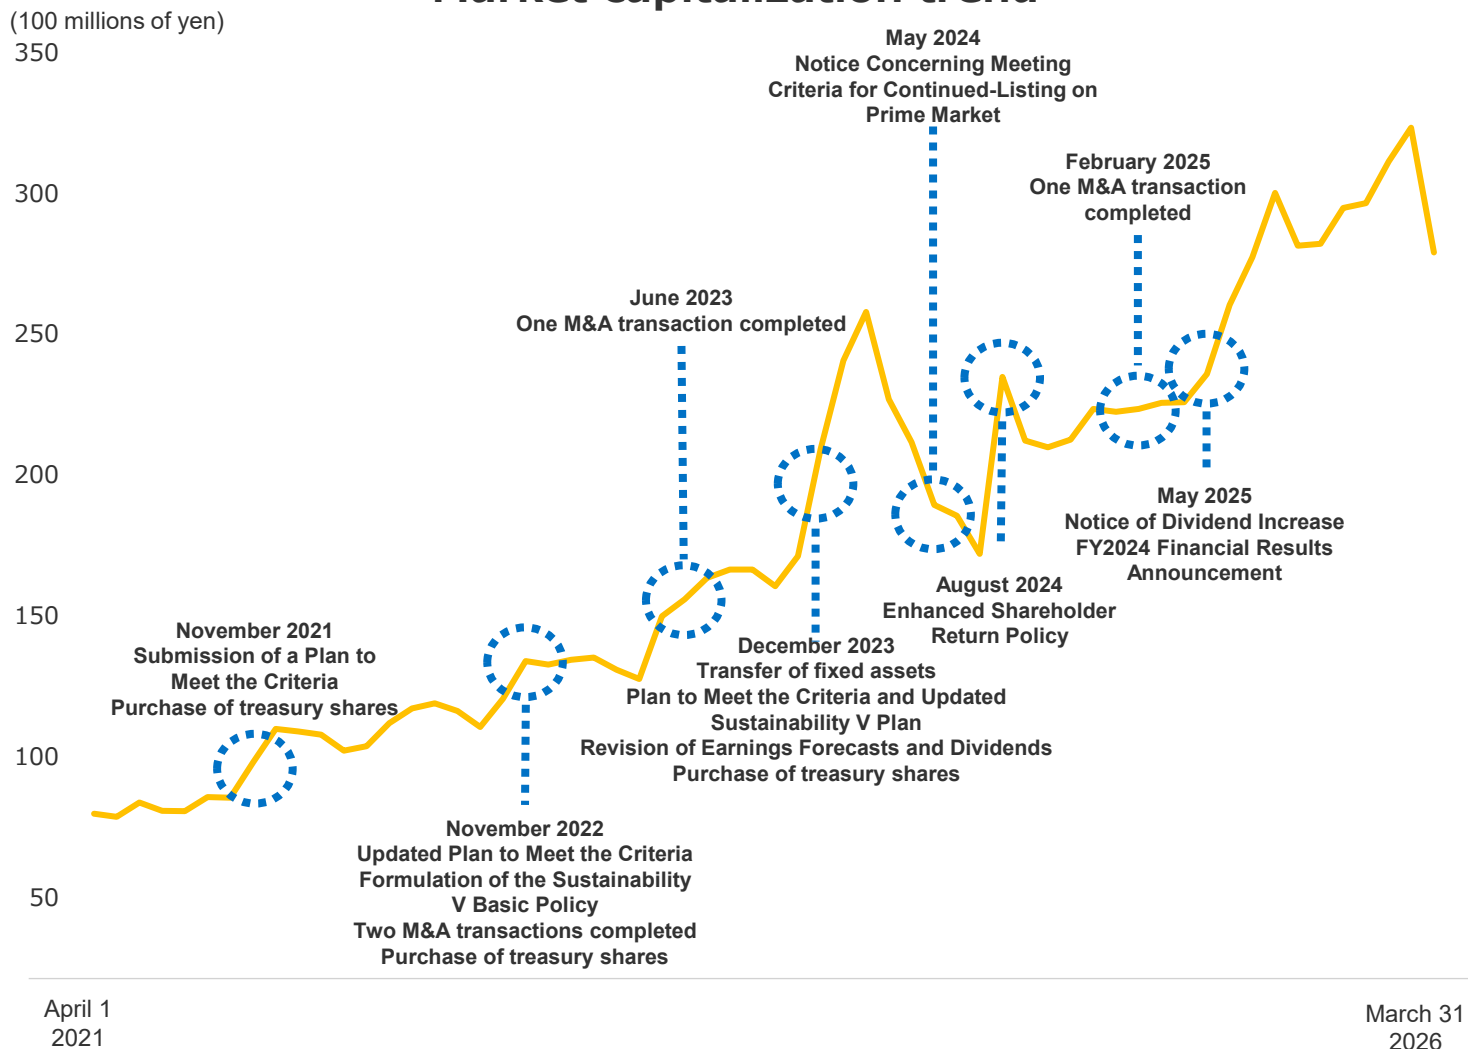 Market Capitalization trend
(100 millions of yen)
350
300
250
200
150
100
50
May 2024
Notice Concerning Meeting
Criteria for Continued-Listing on
Prime Market
February 2025
One M&A transaction
completed
June 2023
One M&A transaction completed
May 2025
Notice of Dividend Increase
FY2024 Financial Results
Announcement
August 2024
Enhanced Shareholder
Return Policy
November 2021
Submission of a Plan to
Meet the Criteria
Purchase of treasury shares
December 2023
Transfer of fixed assets
Plan to Meet the Criteria and Updated
Sustainability V Plan
Revision of Earnings Forecasts and Dividends
Purchase of treasury shares
November 2022
Updated Plan to Meet the Criteria
Formulation of the Sustainability
V Basic Policy
Two M&A transactions completed
Purchase of treasury shares
April 1
2021
March 31
2026